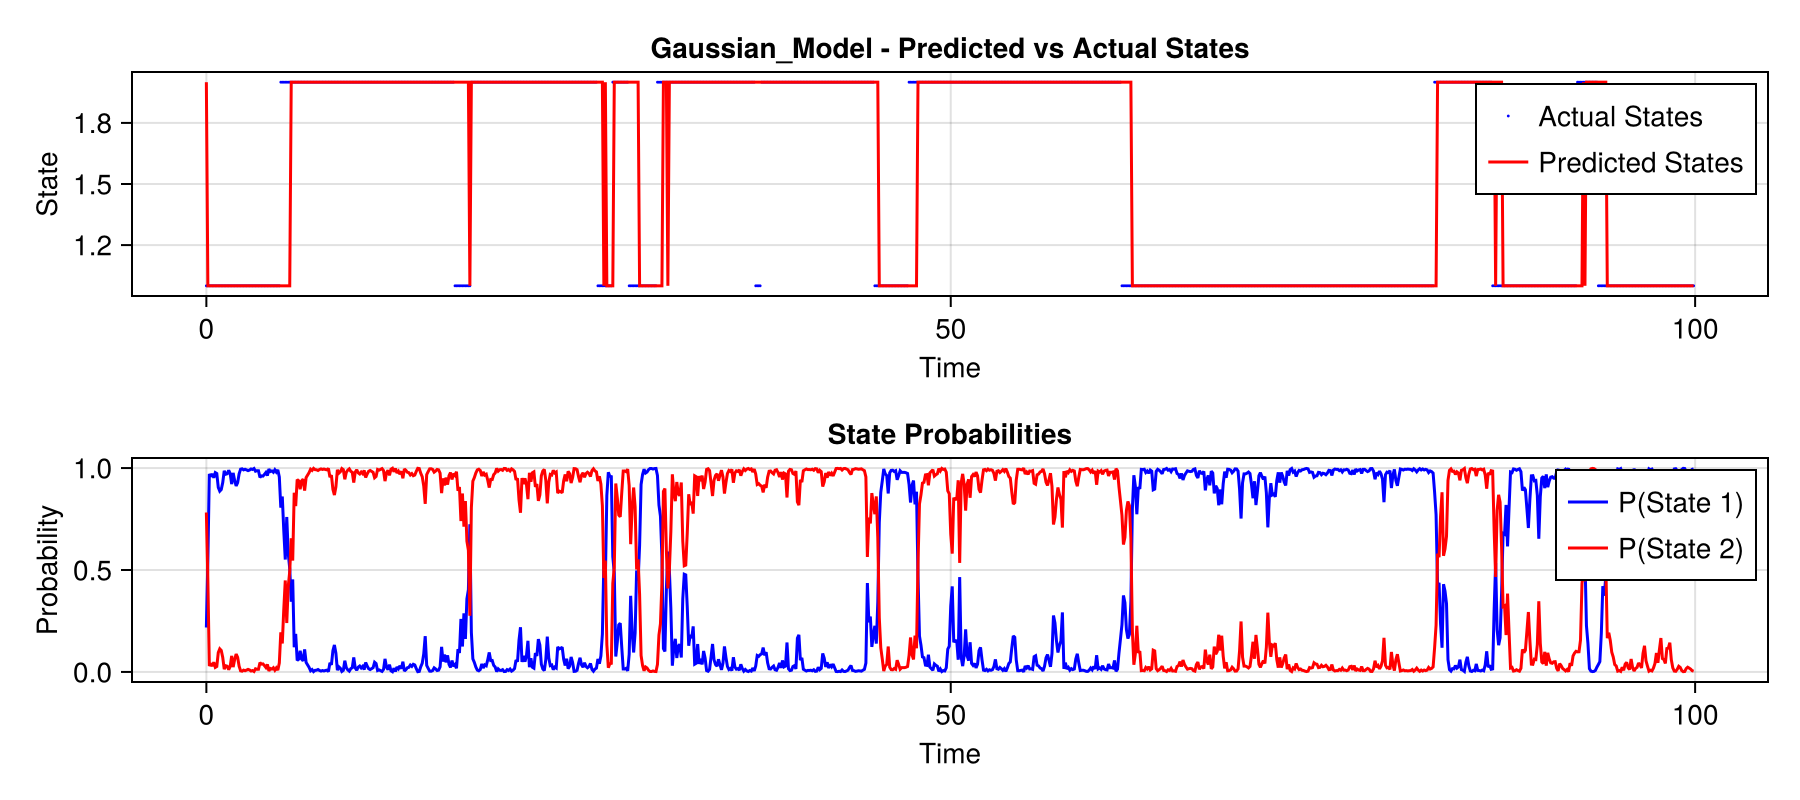 Gaussian_Model - Predicted vs Actual States
State
1.8
1.5
1.2
Actual States
Predicted States
0
50
100
Time
State Probabilities
Probability
1.0
0.5
0.0
P(State 1)
P(State 2)
0
50
100
Time